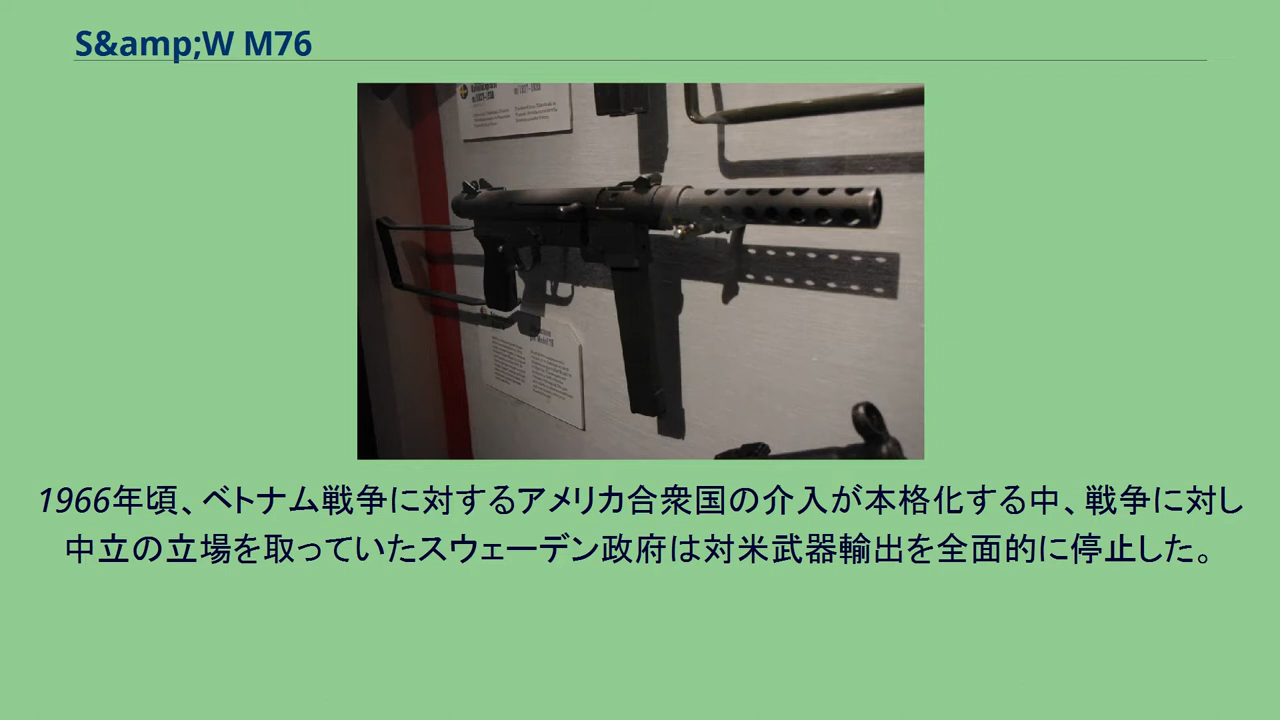 S&amp;W M76
1966年頃、ベトナム戦争に対するアメリカ合衆国の介入が本格化する中、戦争に対し
中立の立場を取っていたスウェーデン政府は対米武器輸出を全面的に停止した。